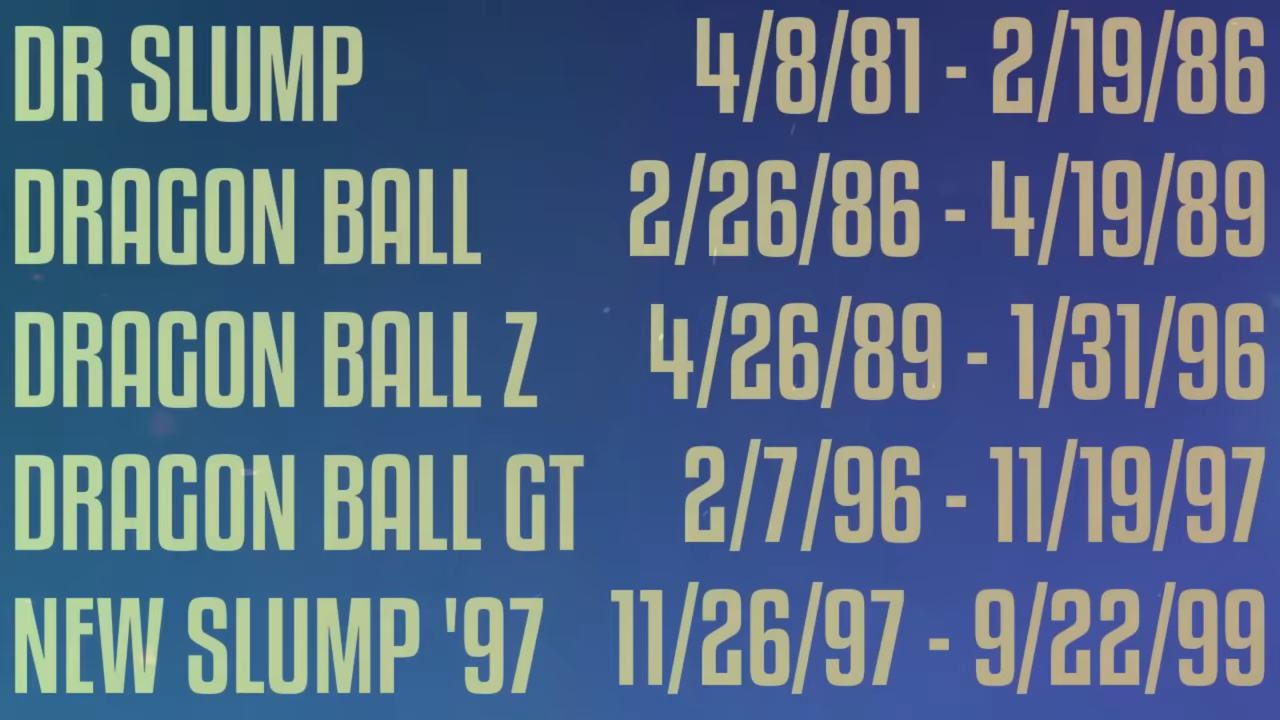 DR SLUMP 4/8/81 - 2/19/86
DRAGON BALL 2/26/86 - 4/19/89
DRAGON BALL Z 4/26/89 - 1/31/96
DRAGON BALL GT 2/7/96 - 11/19/97
NEW SLUMP '97 11/26/97 - 9/22/99